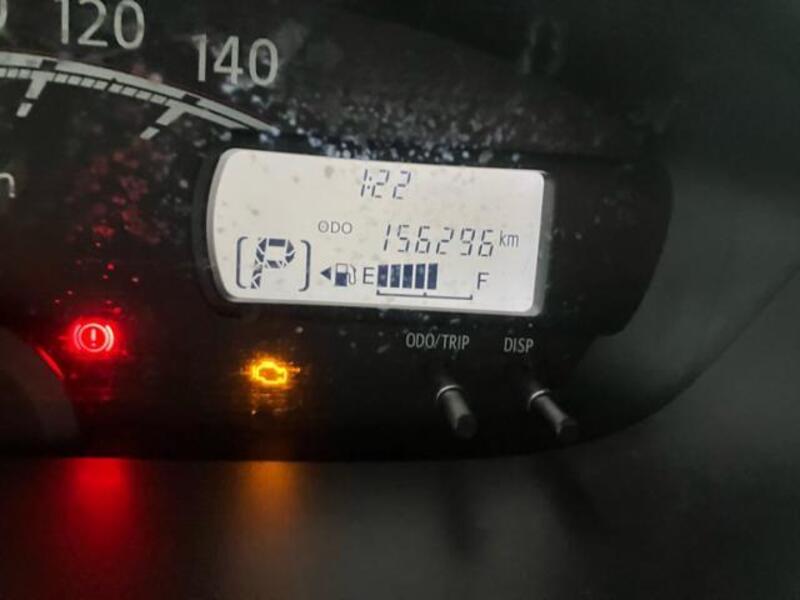 120
140
1:22
ODO
156296 km
P
E F
ODO/TRIP DISP